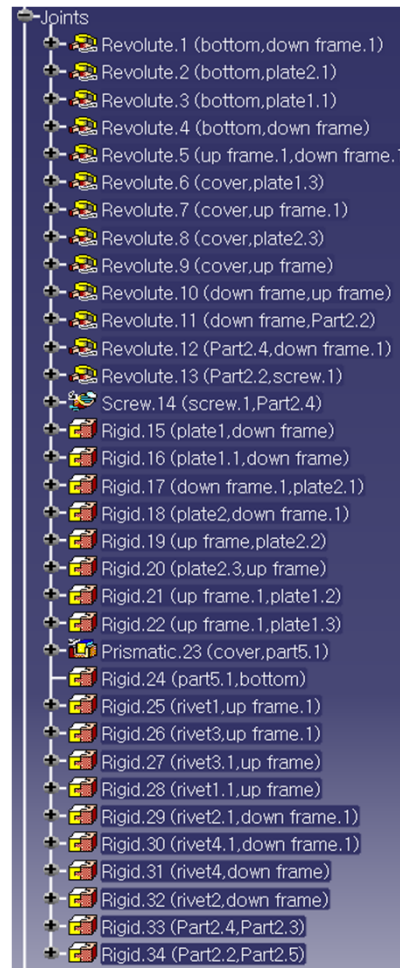 Joints
Revolute.1 (bottom,down frame.1)
Revolute.2 (bottom,plate2.1)
Revolute.3 (bottom,plate1.1)
Revolute.4 (bottom,down frame)
Revolute.5 (up frame.1,down frame.1
Revolute.6 (cover,plate1.3)
Revolute.7 (cover,up frame.1)
Revolute.8 (cover,plate2.3)
Revolute.9 (cover,up frame)
Revolute.10 (down frame,up frame)
Revolute.11 (down frame,Part2.2)
Revolute.12 (Part2.4,down frame.1)
Revolute.13 (Part2.2,screw.1)
Screw.14 (screw.1,Part2.4)
Rigid.15 (plate1,down frame)
Rigid.16 (plate1.1,down frame)
Rigid.17 (down frame.1,plate2.1)
Rigid.18 (plate2,down frame.1)
Rigid.19 (up frame,plate2.2)
Rigid.20 (plate2.3,up frame)
Rigid.21 (up frame.1,plate1.2)
Rigid.22 (up frame.1,plate1.3)
Prismatic.23 (cover,part5.1)
Rigid.24 (part5.1,bottom)
Rigid.25 (rivet1,up frame.1)
Rigid.26 (rivet3,up frame.1)
Rigid.27 (rivet3.1,up frame)
Rigid.28 (rivet1.1,up frame)
Rigid.29 (rivet2.1,down frame.1)
Rigid.30 (rivet4.1,down frame.1)
Rigid.31 (rivet4,down frame)
Rigid.32 (rivet2,down frame)
Rigid.33 (Part2.4,Part2.3)
Rigid.34 (Part2.2,Part2.5)